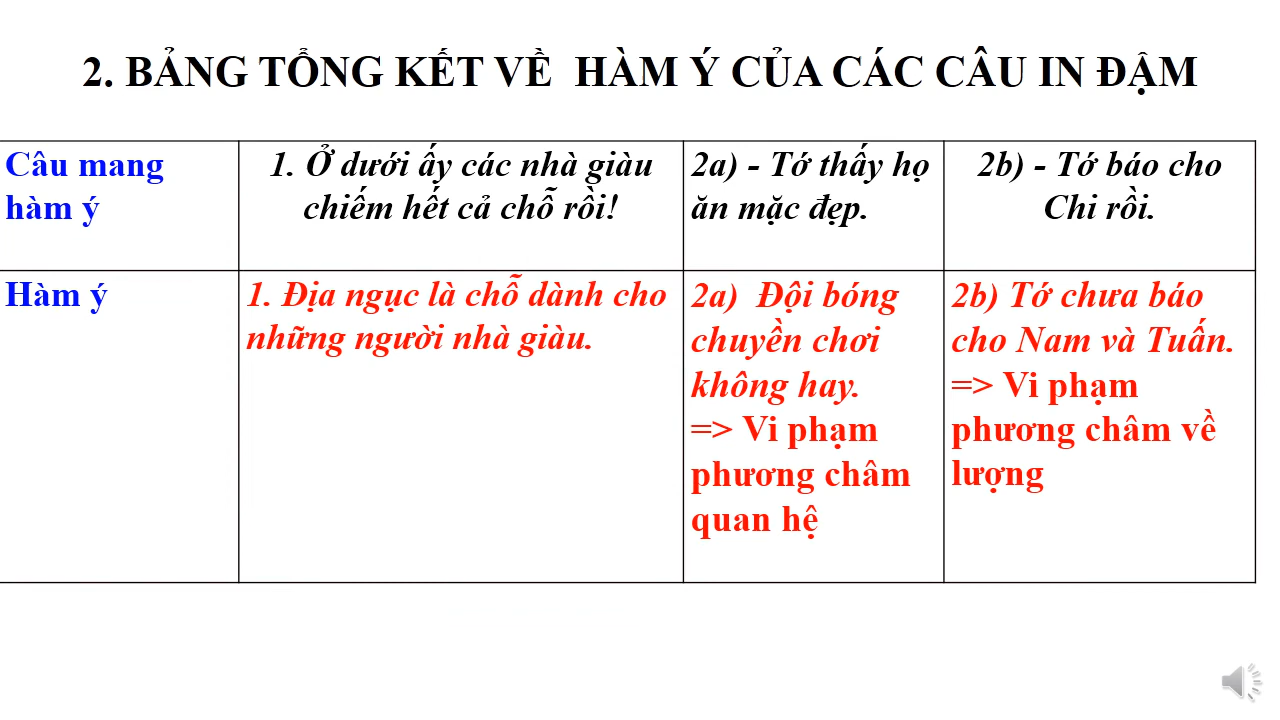 2. BẢNG TỔNG KẾT VỀ HÀM Ý CỦA CÁC CÂU IN ĐẬM
Câu mang
hàm ý
1. Ở dưới ấy các nhà giàu
chiếm hết cả chỗ rồi!
2a) - Tớ thấy họ
ăn mặc đẹp.
2b) - Tớ báo cho
Chi rồi.
Hàm ý
1. Địa ngục là chỗ dành cho
những người nhà giàu.
2a) Đội bóng
chuyền chơi
không hay.
=> Vi phạm
phương châm
quan hệ
2b) Tớ chưa báo
cho Nam và Tuấn.
=> Vi phạm
phương châm về
lượng